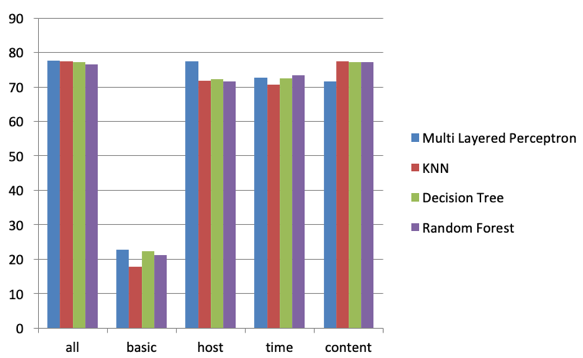 90
80
70
60
50
40
30
20
10
0
all basic host time content
Multi Layered Perceptron
KNN
Decision Tree
Random Forest